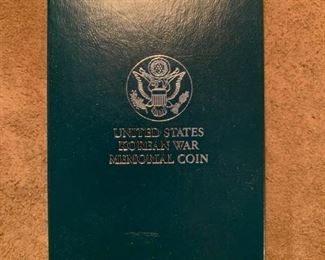 UNITED STATES
KOREAN WAR
MEMORIAL COIN